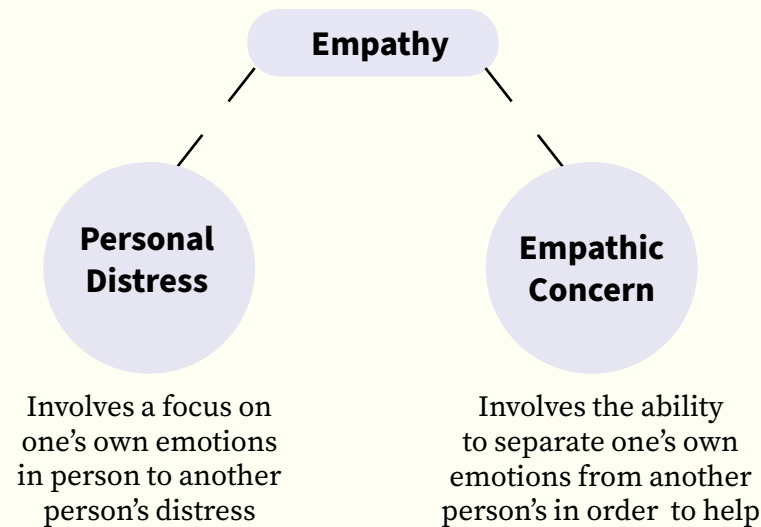 Empathy
Personal
Distress
Involves a focus on
one’s own emotions
in person to another
person’s distress
Empathic
Concern
Involves the ability
to separate one’s own
emotions from another
person’s in order to help